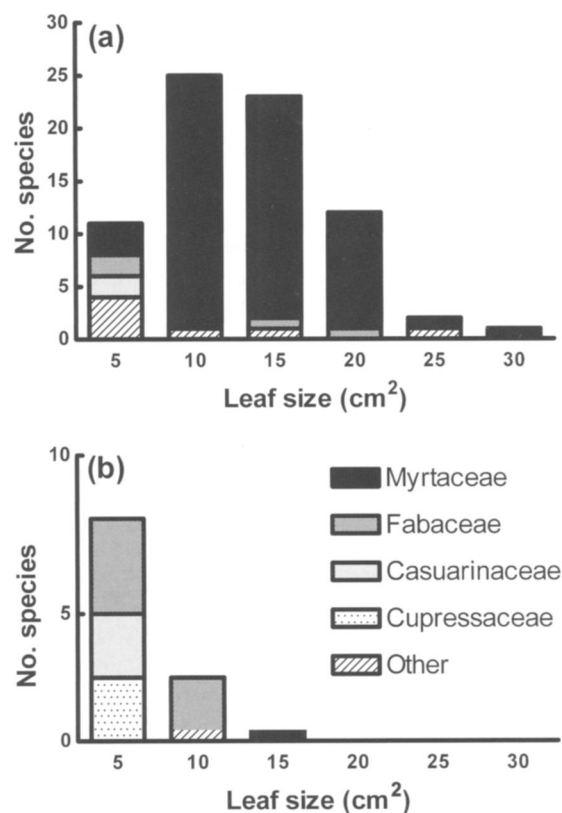 (a)
30
25
20
15
10
5
0
No. species
5 10 15 20 25 30
Leaf size (cm²)
(b)
10
5
0
No. species
Myrtaceae
Fabaceae
Casuarinaceae
Cupressaceae
Other
5 10 15 20 25 30
Leaf size (cm²)